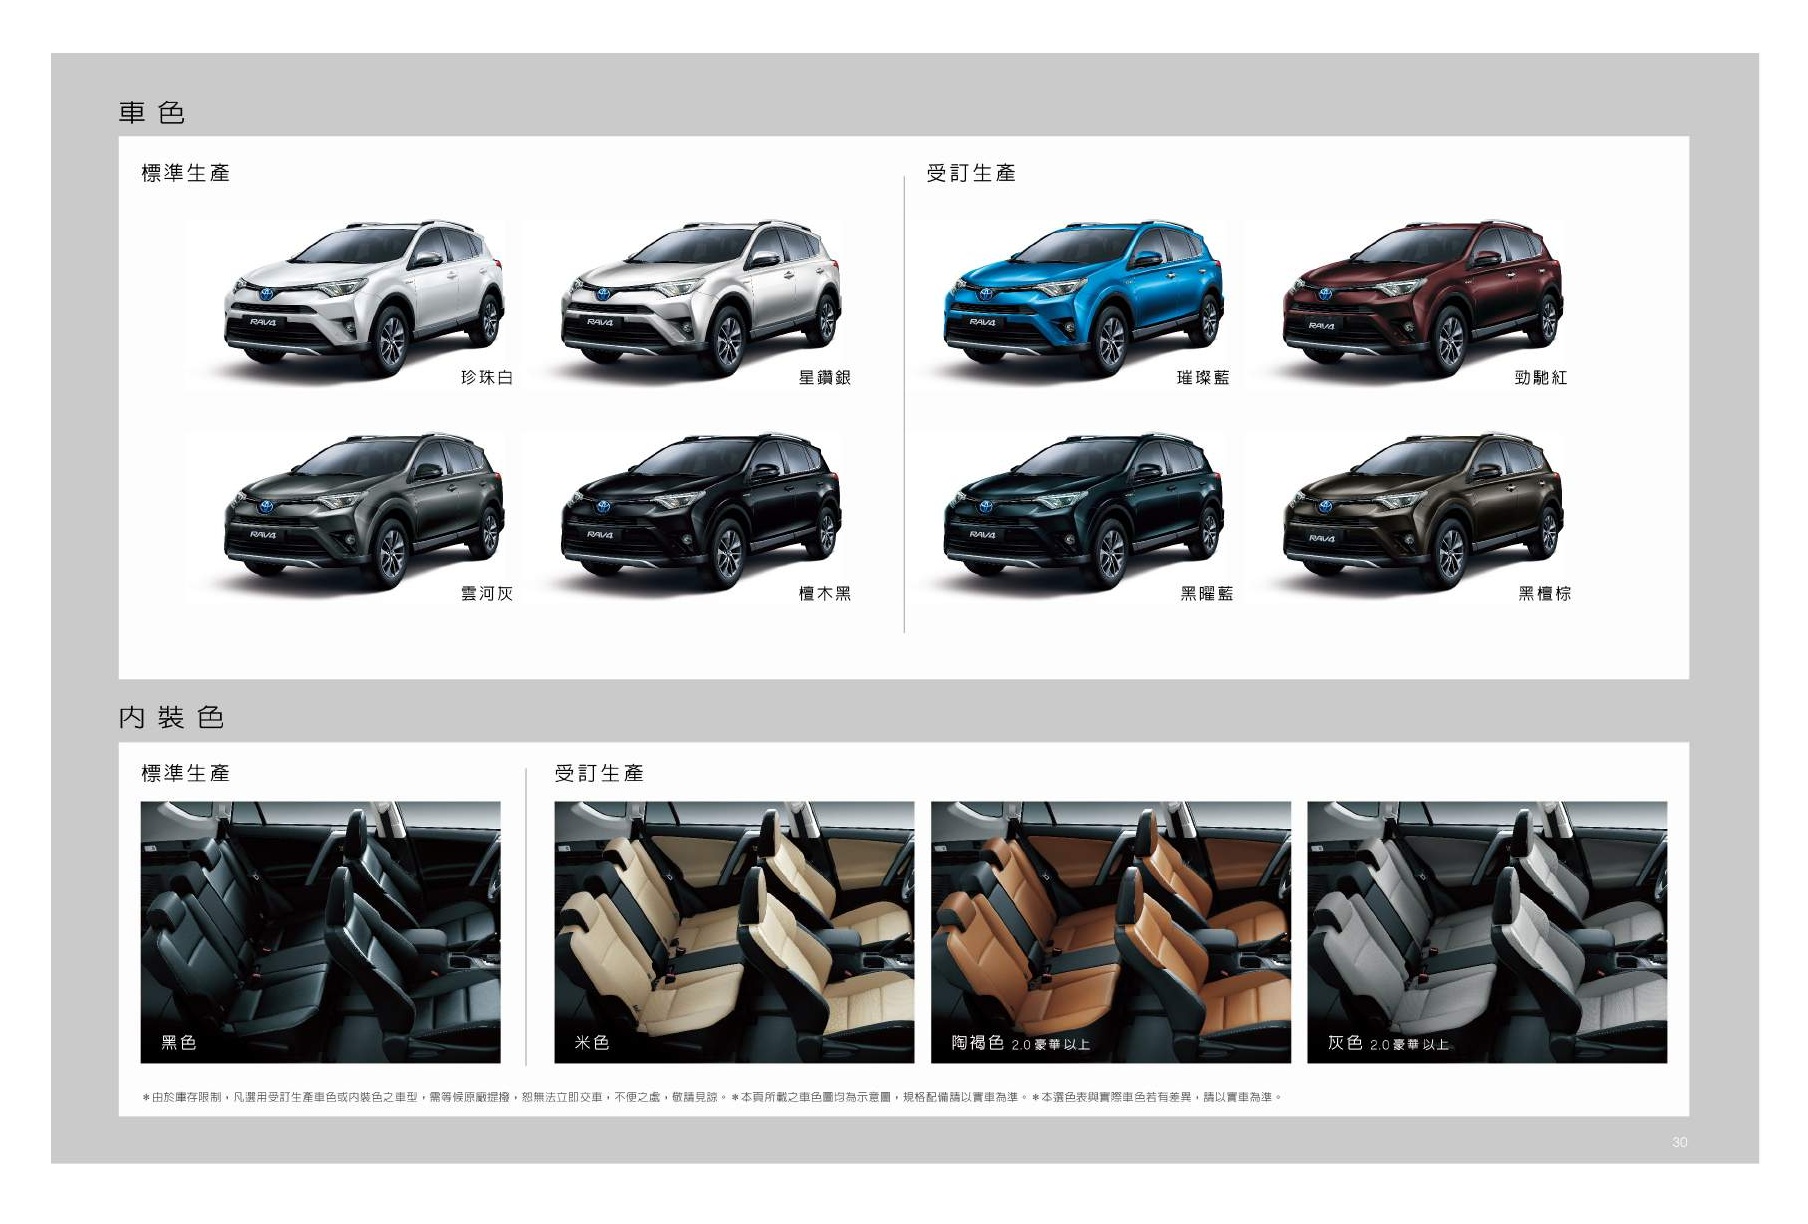 車色
標準生產
受訂生產
RAV4
RAV4
RAV4
RAV4
珍珠白
星鑽銀
璀璨藍
勁馳紅
RAV4
RAV4
RAV4
RAV4
雲河灰
檀木黑
黑曜藍
黑檀棕
內裝色
標準生產
受訂生產
黑色
米色
陶褐色 2.0豪華以上
灰色 2.0豪華以上
＊由於庫存限制，凡選用受訂生產車色或內裝色之車型，需等候原廠提撥，恕無法立即交車，不便之處，敬請見諒。＊本頁所載之車色圖均為示意圖，規格配備請以實車為準。＊本選色表與實際車色若有差異，請以實車為準。
30